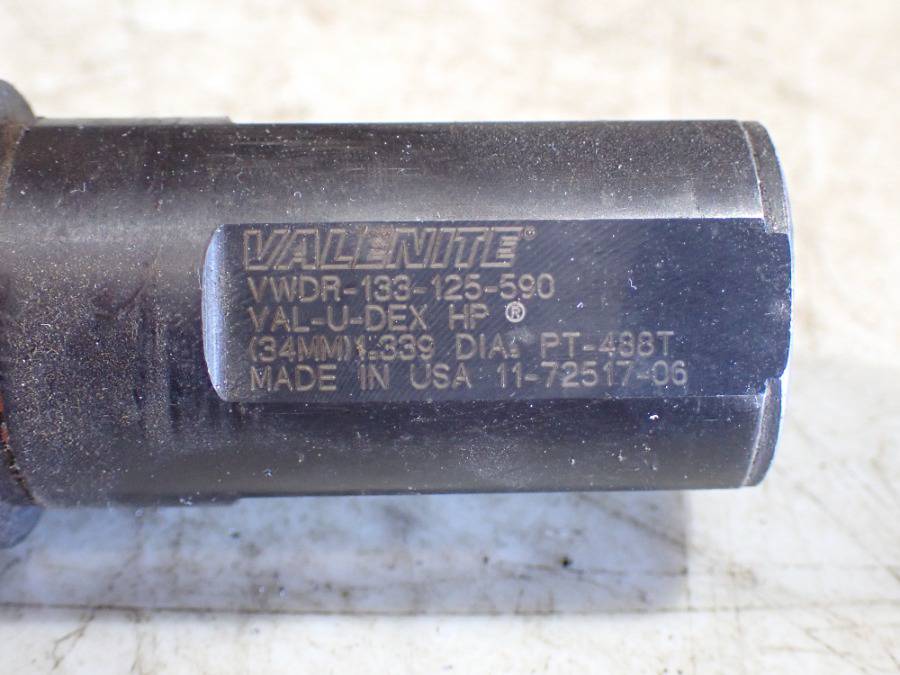 VALENITE®
VWDR-133-125-590
VAL-U-DEX HP ®
(34MM)1.339 DIA. PT-488T
MADE IN USA 11-72517-06